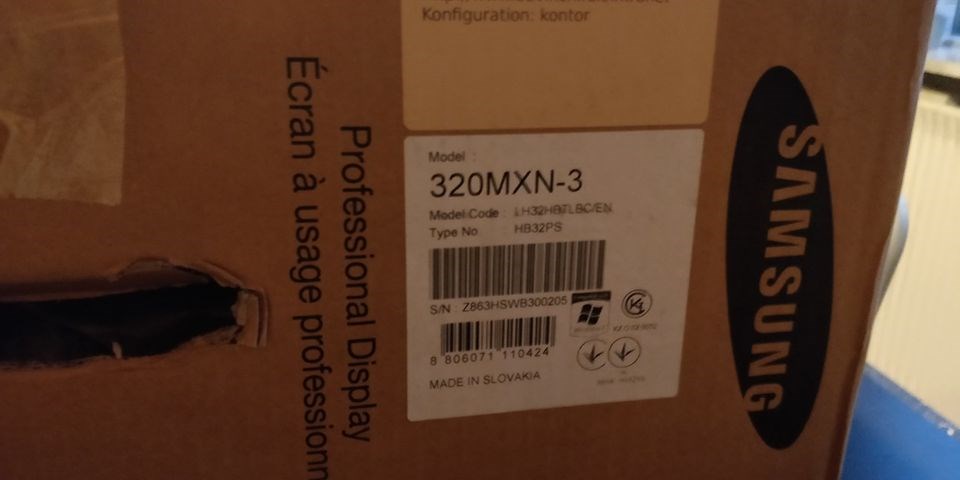 Konfiguration: kontor
Model :
320MXN-3
Model Code : LH32HBTLBC/EN
Type No HB32PS
S/N : Z863HSWB300205
8 806071 110424
MADE IN SLOVAKIA
SAMSUNG
Professional Display
Écran à usage professionn